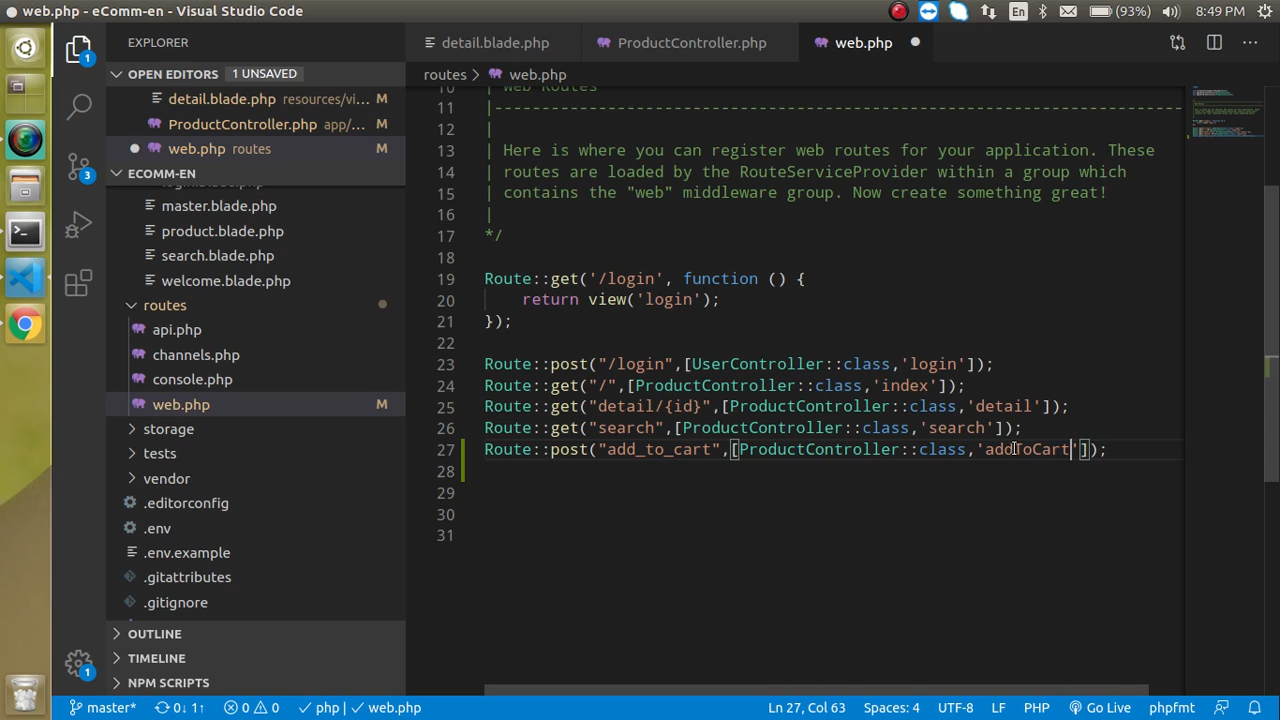 web.php - eComm-en - Visual Studio Code
En
(93%)
8:49 PM
EXPLORER
1
OPEN EDITORS
1 UNSAVED
detail.blade.php resources/vi... M
ProductController.php app/... M
web.php routes M
3
ECOMM-EN
master.blade.php
product.blade.php
search.blade.php
welcome.blade.php
routes
api.php
channels.php
console.php
web.php M
storage
tests
vendor
.editorconfig
.env
.env.example
.gitattributes
.gitignore
OUTLINE
TIMELINE
NPM SCRIPTS
1
detail.blade.php
ProductController.php
web.php
routes > web.php
10 | Web Routes
11 |--------------------------------------------------------------------------
12 |
13 | Here is where you can register web routes for your application. These
14 | routes are loaded by the RouteServiceProvider within a group which
15 | contains the "web" middleware group. Now create something great!
16 |
17 */
18
19 Route::get('/login', function () {
20 return view('login');
21 });
22
23 Route::post("/login",[UserController::class,'login']);
24 Route::get("/",[ProductController::class,'index']);
25 Route::get("detail/{id}",[ProductController::class,'detail']);
26 Route::get("search",[ProductController::class,'search']);
27 Route::post("add_to_cart",[ProductController::class,'addToCart']);
28
29
30
31
master* 0↓ 1↑ 0 0 ✓ php | ✓ web.php
Ln 27, Col 63 Spaces: 4 UTF-8 LF PHP Go Live phpfmt